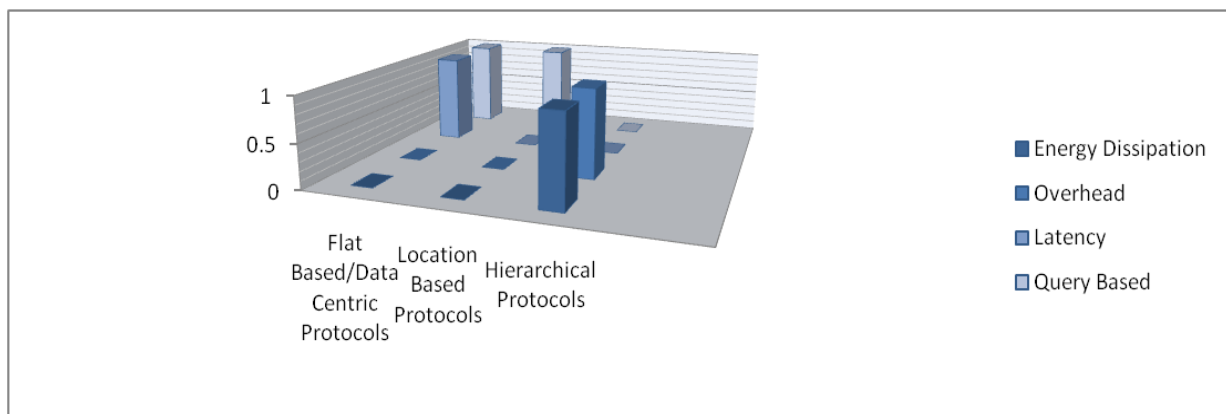 1
0.5
0
Flat
Based/Data
Centric
Protocols
Location
Based
Protocols
Hierarchical
Protocols
Energy Dissipation
Overhead
Latency
Query Based